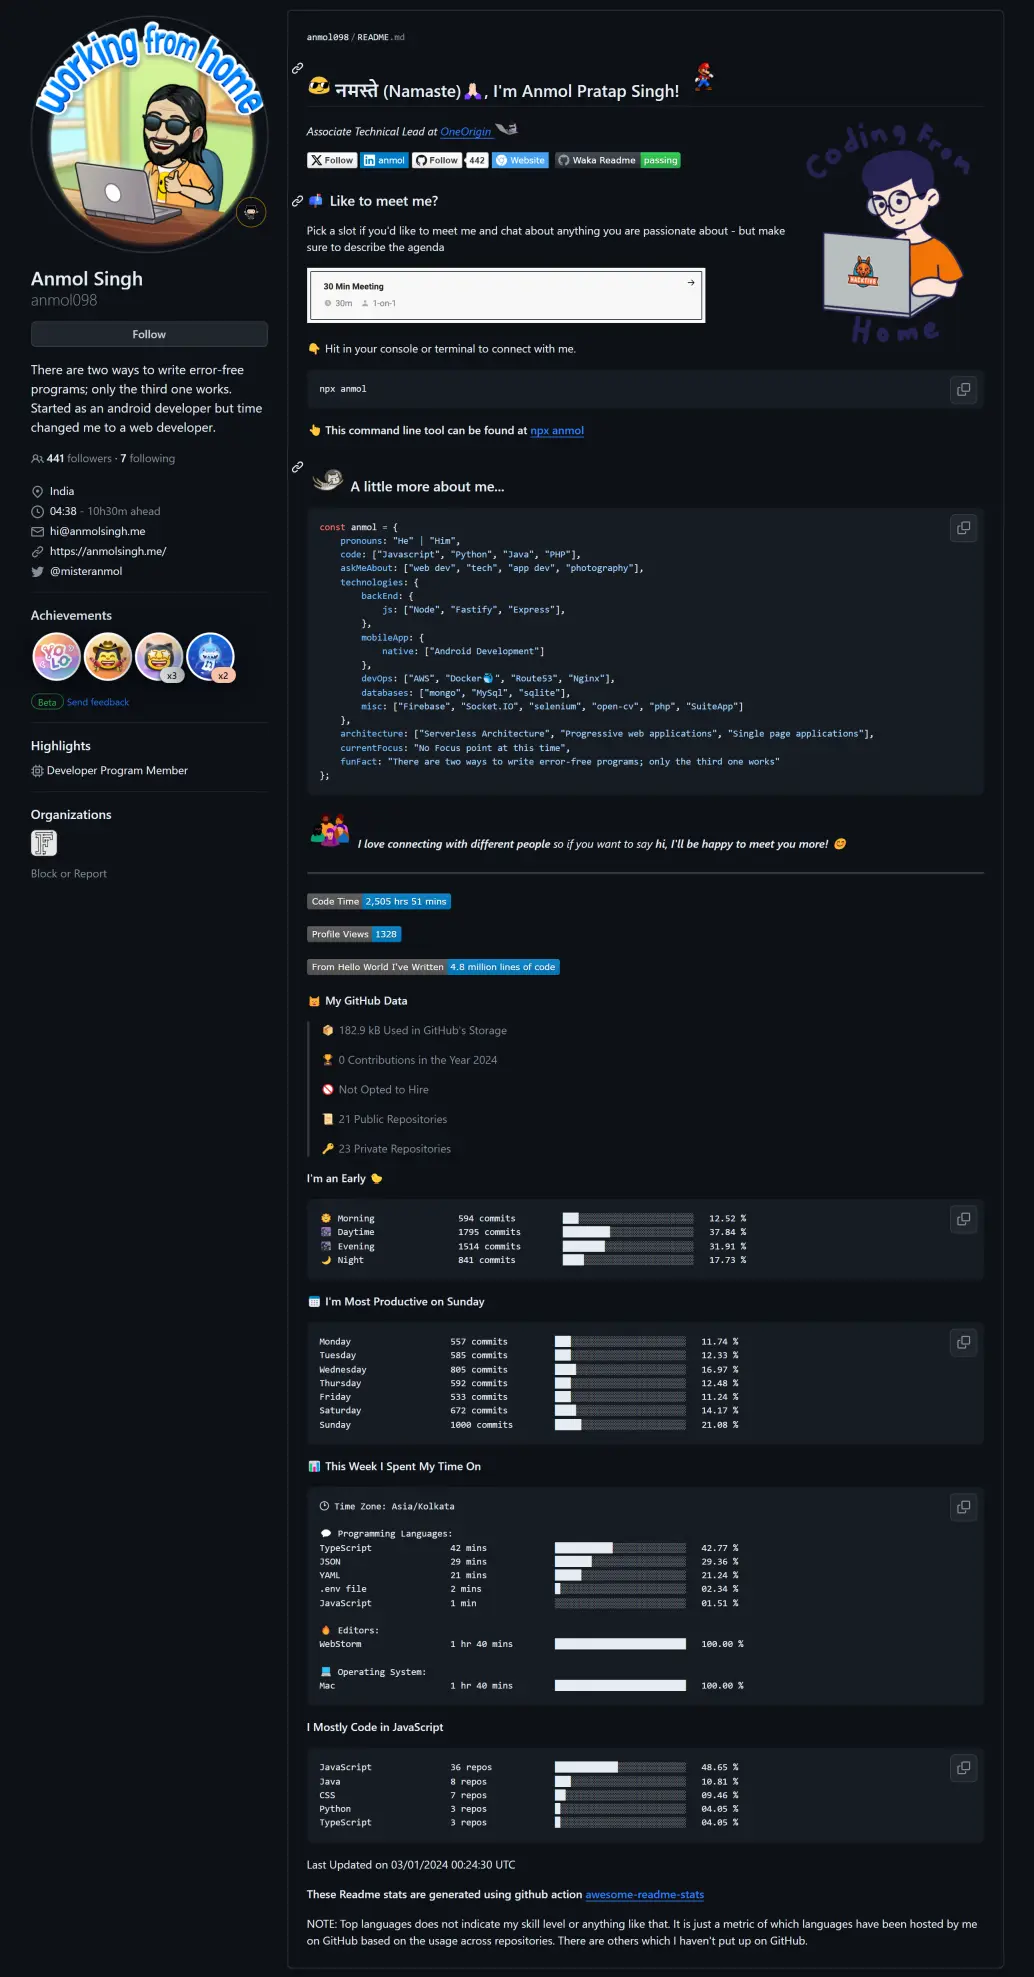 working from home
Anmol Singh
anmol098
Follow
There are two ways to write error-free
programs; only the third one works.
Started as an android developer but time
changed me to a web developer.
441 followers · 7 following
India
04:38 - 10h30m ahead
hi@anmolsingh.me
https://anmolsingh.me/
@misteranmol
Achievements
YOLO
x3
x2
Beta Send feedback
Highlights
Developer Program Member
Organizations
F
Block or Report
anmol098/README.md
नमस्ते (Namaste)🙏🏻, I'm Anmol Pratap Singh!
Associate Technical Lead at OneOrigin
Follow anmol Follow 442 Website Waka Readme passing
Coding From
Home
Like to meet me?
Pick a slot if you'd like to meet me and chat about anything you are passionate about - but make
sure to describe the agenda
30 Min Meeting →
30m 1-on-1
👇 Hit in your console or terminal to connect with me.
npx anmol
👆 This command line tool can be found at npx anmol
A little more about me...
const anmol = {
pronouns: "He" | "Him",
code: ["Javascript", "Python", "Java", "PHP"],
askMeAbout: ["web dev", "tech", "app dev", "photography"],
technologies: {
backEnd: {
js: ["Node", "Fastify", "Express"],
},
mobileApp: {
native: ["Android Development"]
},
devOps: ["AWS", "Docker🐳", "Route53", "Nginx"],
databases: ["mongo", "MySql", "sqlite"],
misc: ["Firebase", "Socket.IO", "selenium", "open-cv", "php", "SuiteApp"]
},
architecture: ["Serverless Architecture", "Progressive web applications", "Single page applications"],
currentFocus: "No Focus point at this time",
funFact: "There are two ways to write error-free programs; only the third one works"
};
I love connecting with different people so if you want to say hi, I'll be happy to meet you more! 😊
Code Time 2,505 hrs 51 mins
Profile Views 1328
From Hello World I've Written 4.8 million lines of code
🐱 My GitHub Data
📦 182.9 kB Used in GitHub's Storage
🏆 0 Contributions in the Year 2024
🚫 Not Opted to Hire
📜 21 Public Repositories
🔑 23 Private Repositories
I'm an Early 🐤
🌞 Morning 594 commits 12.52 %
🌆 Daytime 1795 commits 37.84 %
🌃 Evening 1514 commits 31.91 %
🌙 Night 841 commits 17.73 %
📅 I'm Most Productive on Sunday
Monday 557 commits 11.74 %
Tuesday 585 commits 12.33 %
Wednesday 805 commits 16.97 %
Thursday 592 commits 12.48 %
Friday 533 commits 11.24 %
Saturday 672 commits 14.17 %
Sunday 1000 commits 21.08 %
📊 This Week I Spent My Time On
🕑︎ Time Zone: Asia/Kolkata
💬 Programming Languages:
TypeScript 42 mins 42.77 %
JSON 29 mins 29.36 %
YAML 21 mins 21.24 %
.env file 2 mins 02.34 %
JavaScript 1 min 01.51 %
🔥 Editors:
WebStorm 1 hr 40 mins 100.00 %
💻 Operating System:
Mac 1 hr 40 mins 100.00 %
I Mostly Code in JavaScript
JavaScript 36 repos 48.65 %
Java 8 repos 10.81 %
CSS 7 repos 09.46 %
Python 3 repos 04.05 %
TypeScript 3 repos 04.05 %
Last Updated on 03/01/2024 00:24:30 UTC
These Readme stats are generated using github action awesome-readme-stats
NOTE: Top languages does not indicate my skill level or anything like that. It is just a metric of which languages have been hosted by me
on GitHub based on the usage across repositories. There are others which I haven't put up on GitHub.